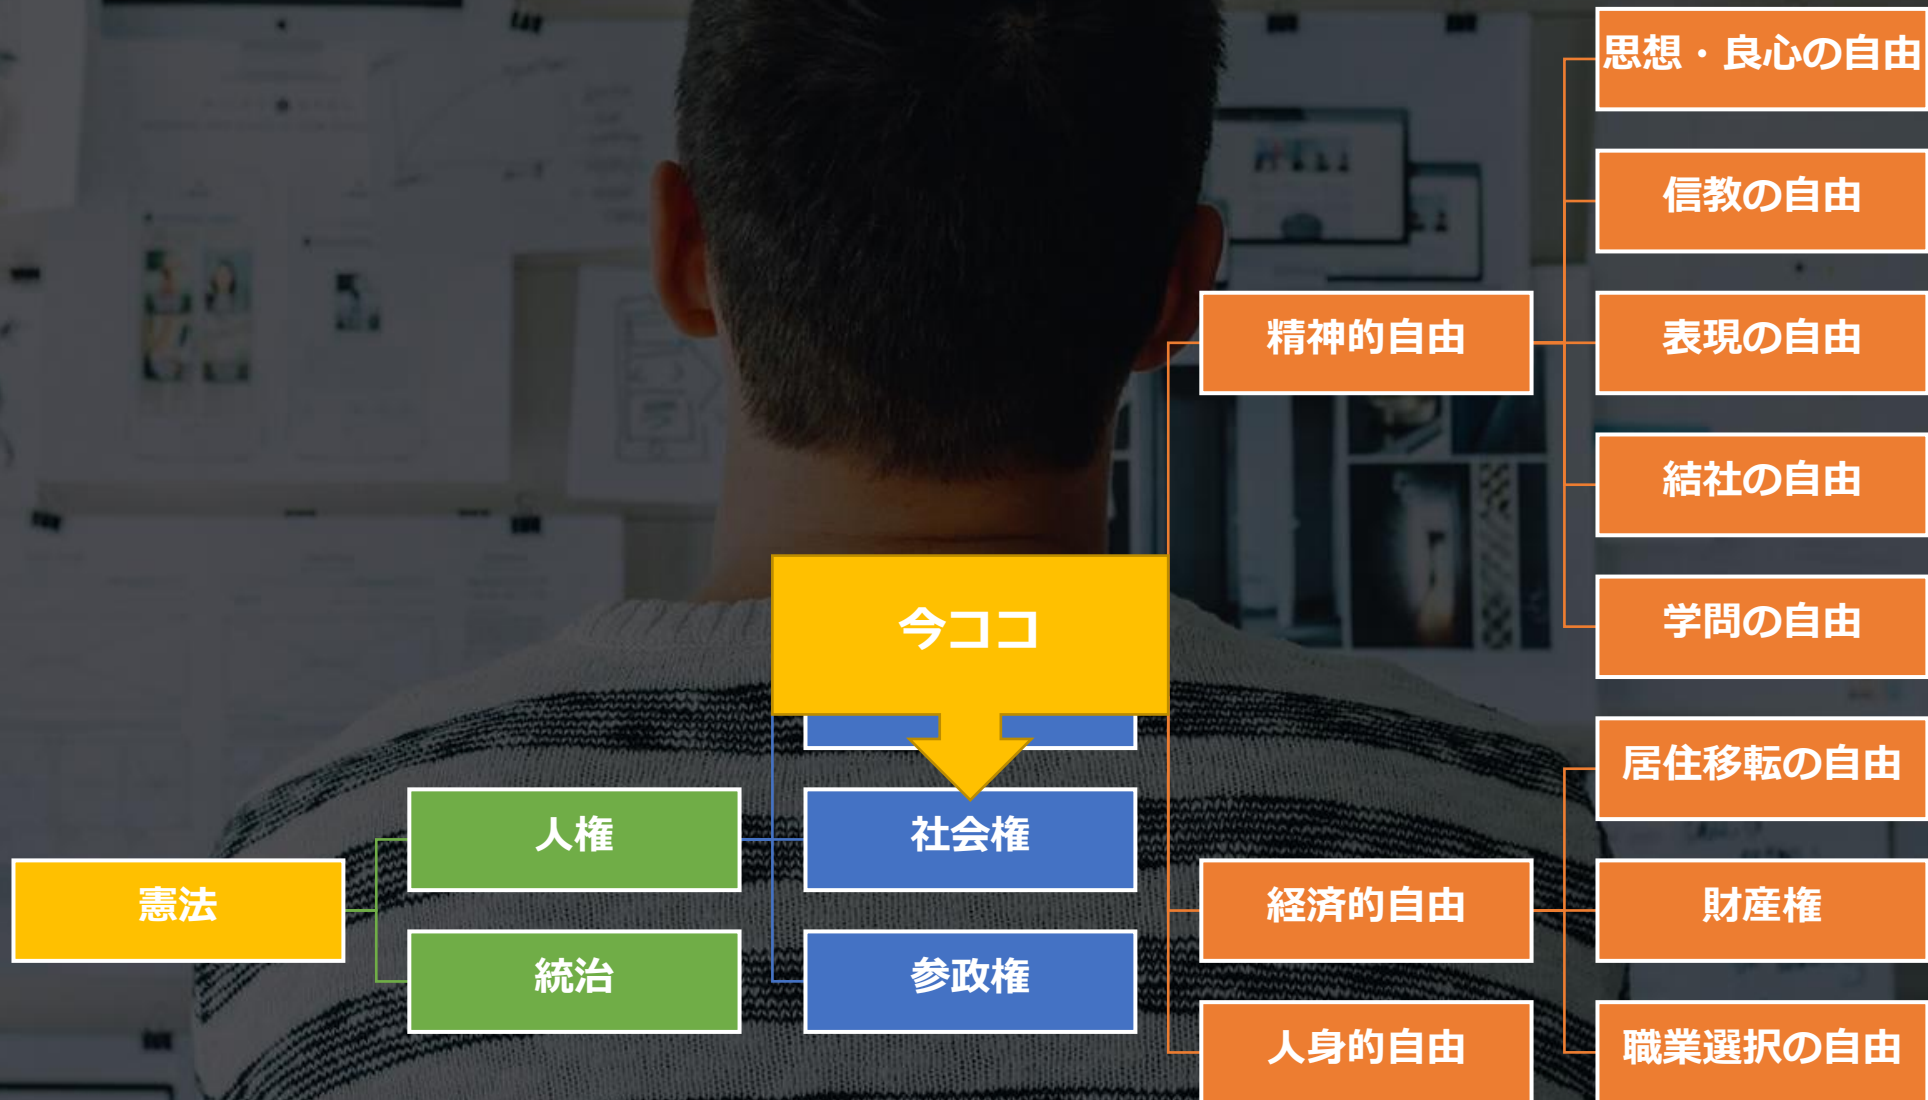 憲法
人権
統治
今ココ
社会権
参政権
精神的自由
経済的自由
人身的自由
思想・良心の自由
信教の自由
表現の自由
結社の自由
学問の自由
居住移転の自由
財産権
職業選択の自由